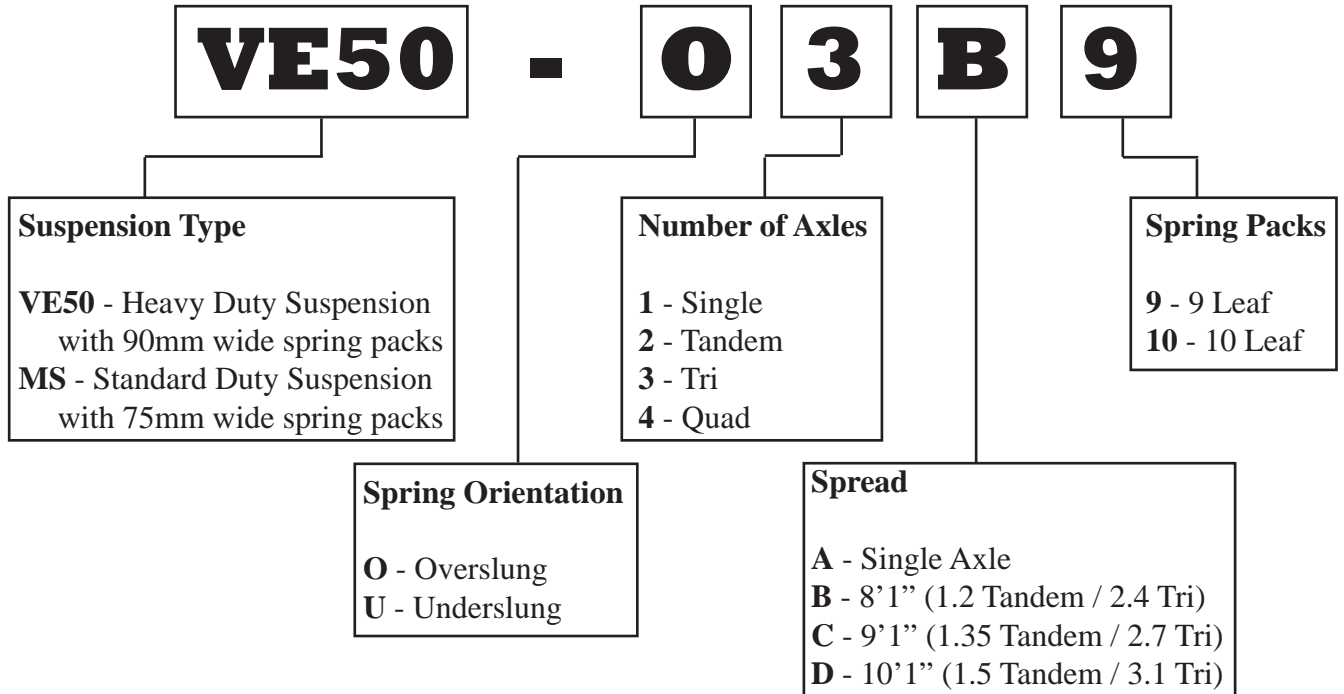 VE50 - O 3 B 9
Suspension Type
VE50 - Heavy Duty Suspension
with 90mm wide spring packs
MS - Standard Duty Suspension
with 75mm wide spring packs
Number of Axles
1 - Single
2 - Tandem
3 - Tri
4 - Quad
Spring Packs
9 - 9 Leaf
10 - 10 Leaf
Spring Orientation
O - Overslung
U - Underslung
Spread
A - Single Axle
B - 8’1” (1.2 Tandem / 2.4 Tri)
C - 9’1” (1.35 Tandem / 2.7 Tri)
D - 10’1” (1.5 Tandem / 3.1 Tri)